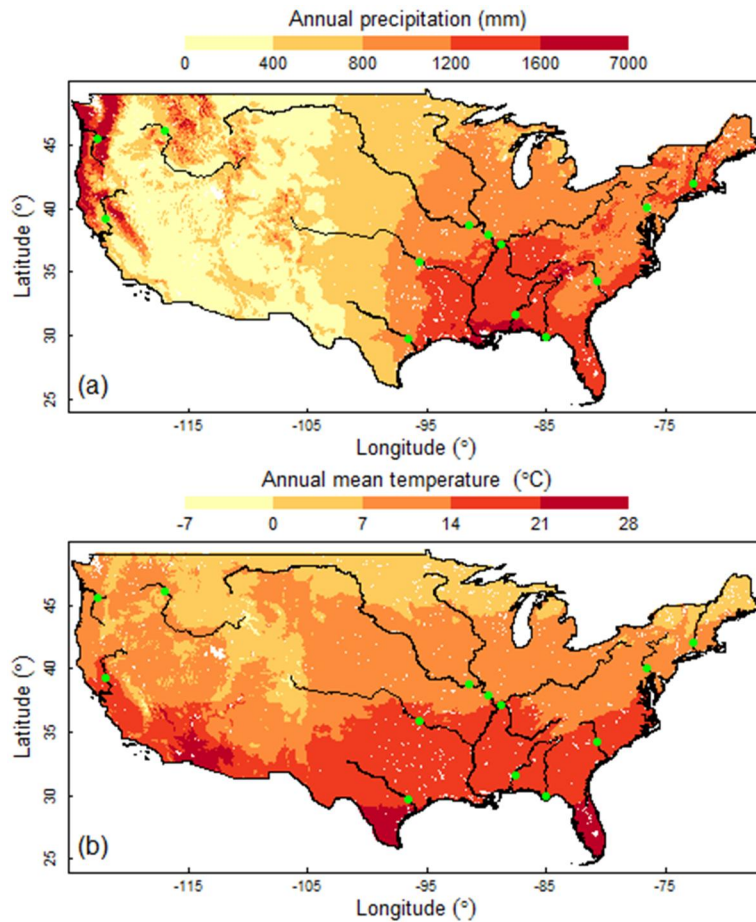 Annual precipitation (mm)
0 400 800 1200 1600 7000
45
40
35
30
25
Latitude (°)
(a)
-115 -105 -95 -85 -75
Longitude (°)
Annual mean temperature (°C)
-7 0 7 14 21 28
45
40
35
30
25
Latitude (°)
(b)
-115 -105 -95 -85 -75
Longitude (°)